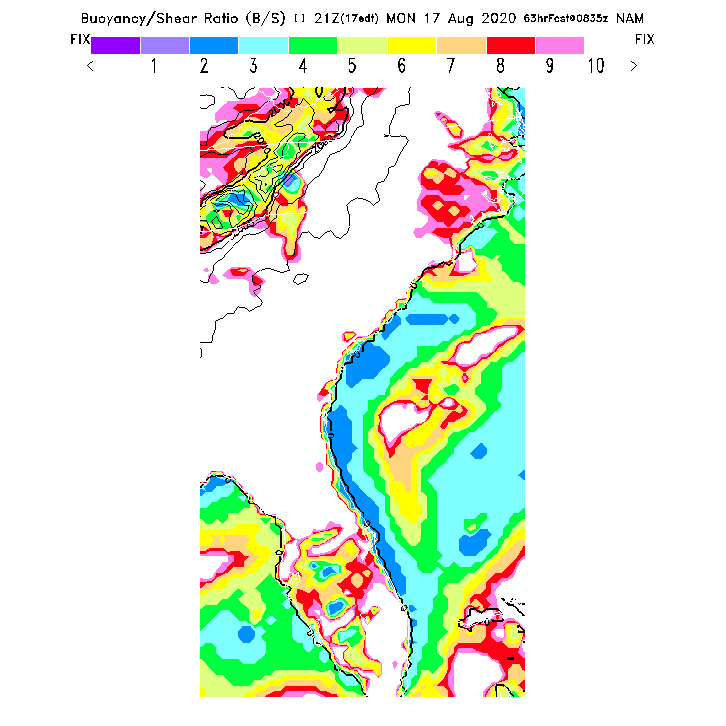 Buoyancy/Shear Ratio (B/S) [] 21Z(17edt) MON 17 Aug 2020 63hrFcst@0835z NAM
FIX FIX
< 1 2 3 4 5 6 7 8 9 10 >